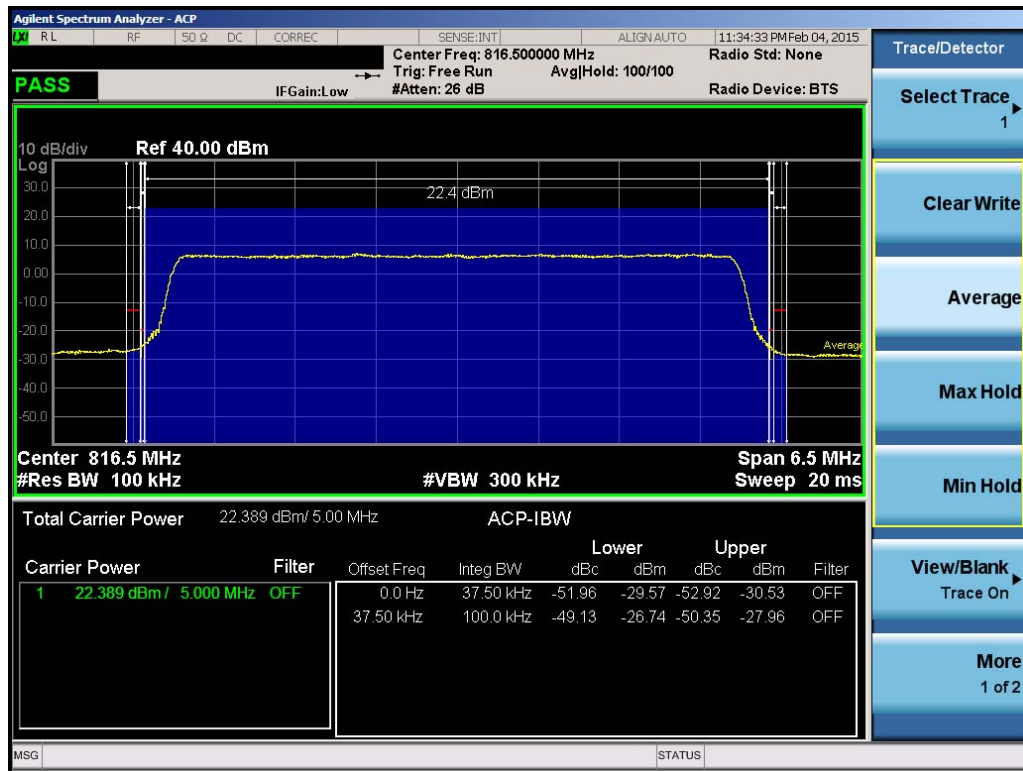 Agilent Spectrum Analyzer - ACP
LXI RL RF 50 Ω DC CORREC SENSE:INT ALIGN AUTO 11:34:33 PM Feb 04, 2015
Center Freq: 816.500000 MHz Radio Std: None
Trig: Free Run Avg|Hold: 100/100
PASS IFGain:Low #Atten: 26 dB Radio Device: BTS
10 dB/div Ref 40.00 dBm
Log
30.0
22.4 dBm
20.0
10.0
0.00
-10.0
-20.0
Average
-30.0
-40.0
-50.0
Center 816.5 MHz Span 6.5 MHz
#Res BW 100 kHz #VBW 300 kHz Sweep 20 ms
Total Carrier Power 22.389 dBm/ 5.00 MHz ACP-IBW
Lower Upper
Carrier Power Filter Offset Freq Integ BW dBc dBm dBc dBm Filter
1 22.389 dBm / 5.000 MHz OFF 0.0 Hz 37.50 kHz -51.96 -29.57 -52.92 -30.53 OFF
37.50 kHz 100.0 kHz -49.13 -26.74 -50.35 -27.96 OFF
MSG STATUS
Trace/Detector
Select Trace
1
Clear Write
Average
Max Hold
Min Hold
View/Blank
Trace On
More
1 of 2